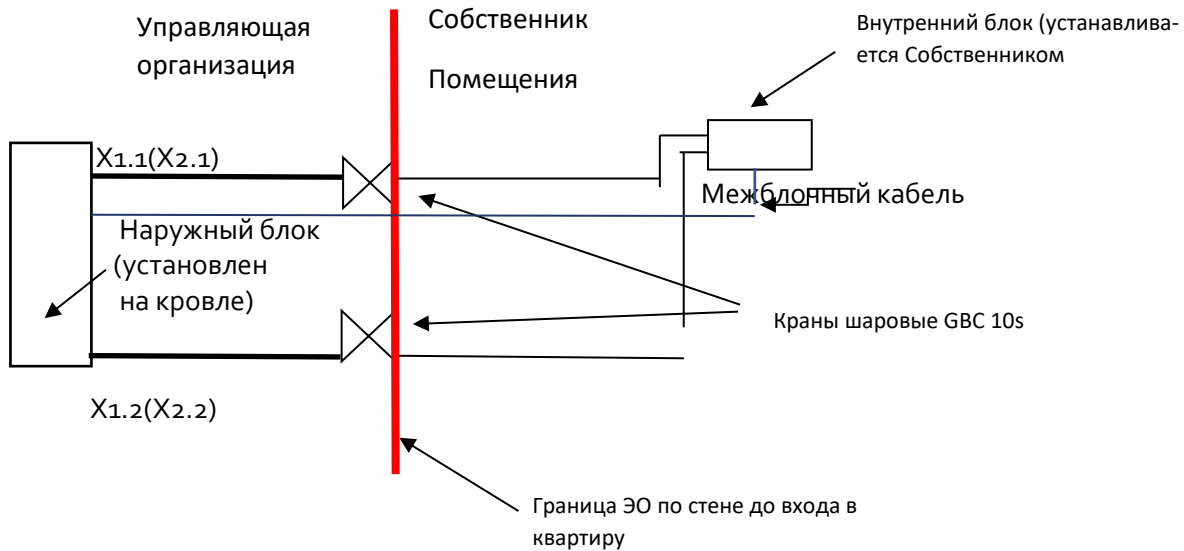 Управляющая
организация
Собственник
Помещения
Внутренний блок (устанавлива-
ется Собственником
X1.1(X2.1)
Межблочный кабель
Наружный блок
(установлен
на кровле)
Краны шаровые GBC 10s
X1.2(X2.2)
Граница ЭО по стене до входа в
квартиру